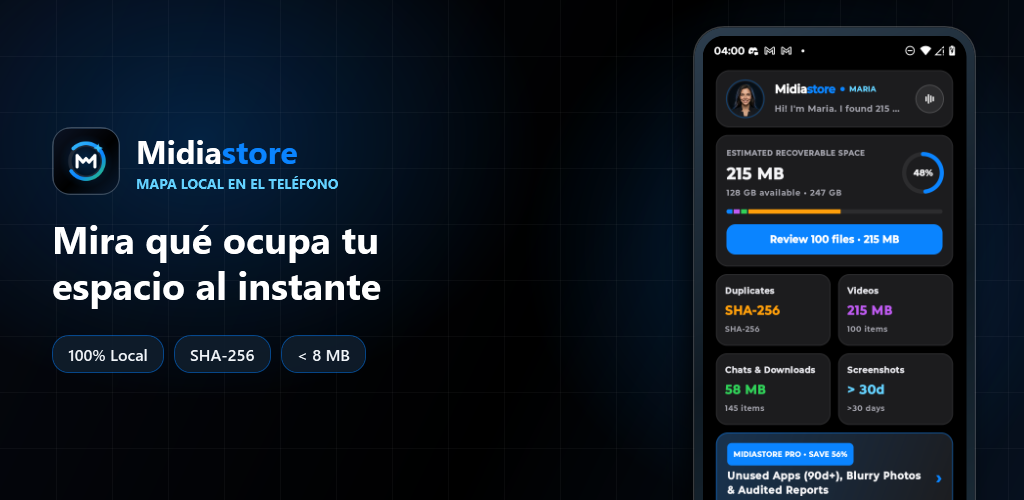 Midiastore
MAPA LOCAL EN EL TELÉFONO
Mira qué ocupa tu
espacio al instante
100% Local
SHA-256
< 8 MB
04:00
Midiastore • MARIA
Hi! I'm Maria. I found 215 ...
ESTIMATED RECOVERABLE SPACE
215 MB
48%
128 GB available • 247 GB
Review 100 files • 215 MB
Duplicates
SHA-256
SHA-256
Videos
215 MB
100 items
Chats & Downloads
58 MB
145 items
Screenshots
> 30d
>30 days
MIDIASTORE PRO • SAVE 56%
Unused Apps (90d+), Blurry Photos
& Audited Reports